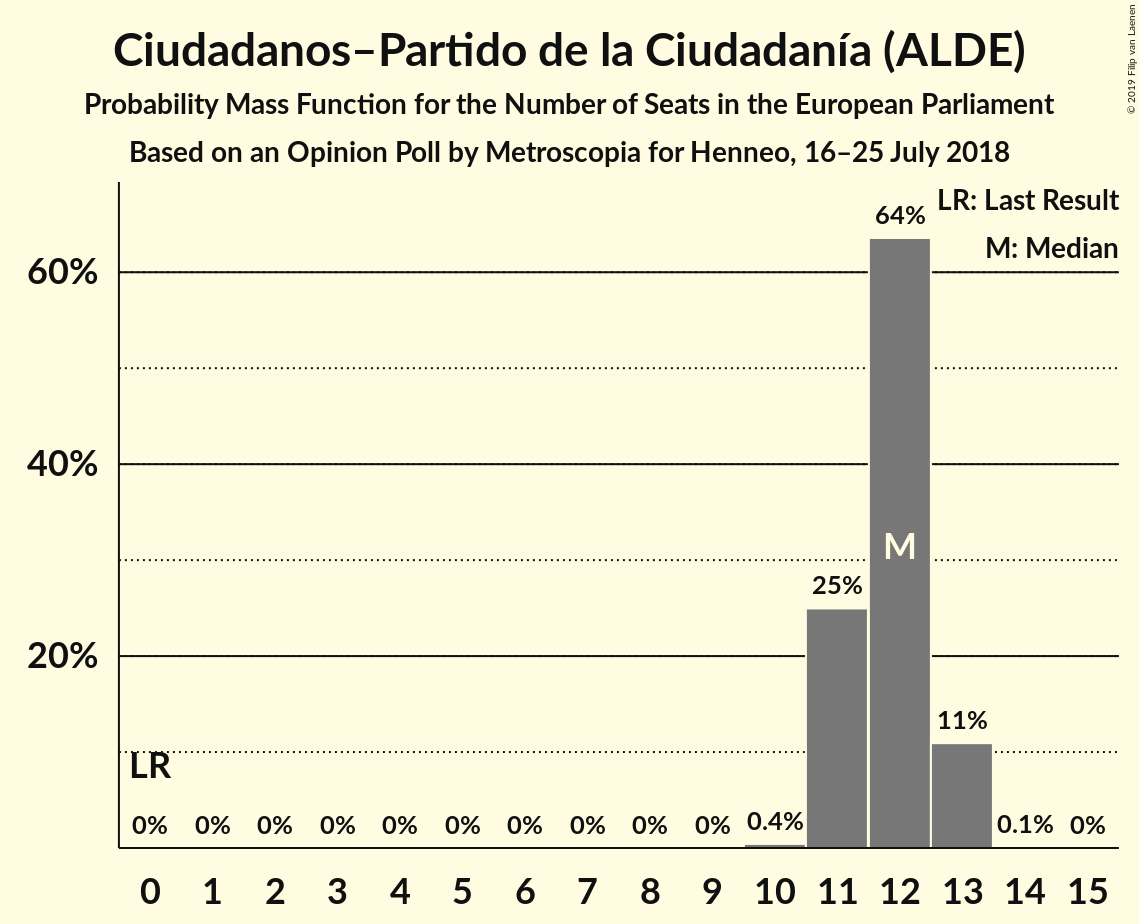 Ciudadanos–Partido de la Ciudadanía (ALDE)
Probability Mass Function for the Number of Seats in the European Parliament
Based on an Opinion Poll by Metroscopia for Henneo, 16–25 July 2018
© 2019 Filip van Laenen
LR: Last Result
M: Median
64%
60%
40%
M
25%
20%
11%
LR
0% 0% 0% 0% 0% 0% 0% 0% 0% 0% 0.4% 0.1% 0%
0 1 2 3 4 5 6 7 8 9 10 11 12 13 14 15